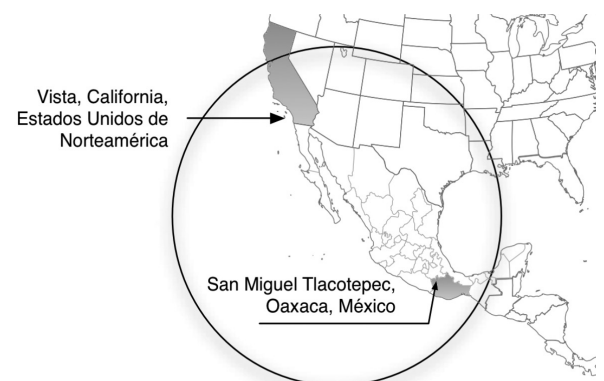 Vista, California,
Estados Unidos de
Norteamérica
San Miguel Tlacotepec,
Oaxaca, México